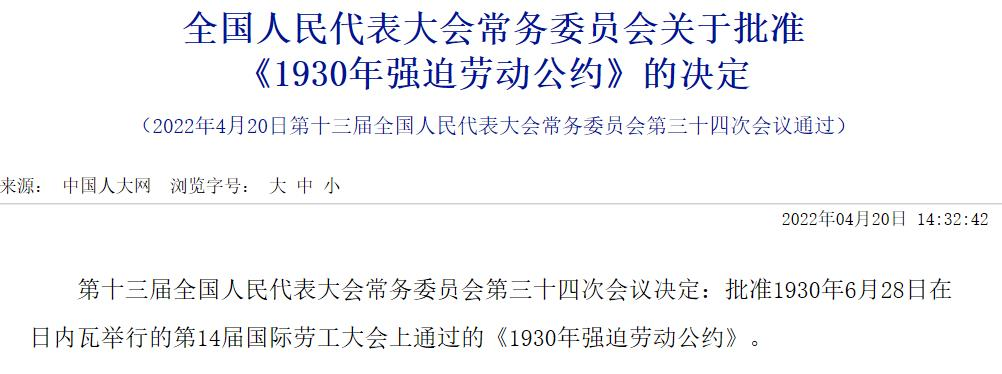 全国人民代表大会常务委员会关于批准
《1930年强迫劳动公约》的决定
（2022年4月20日第十三届全国人民代表大会常务委员会第三十四次会议通过）
来源： 中国人大网 浏览字号： 大 中 小
2022年04月20日 14:32:42
第十三届全国人民代表大会常务委员会第三十四次会议决定：批准1930年6月28日在
日内瓦举行的第14届国际劳工大会上通过的《1930年强迫劳动公约》。